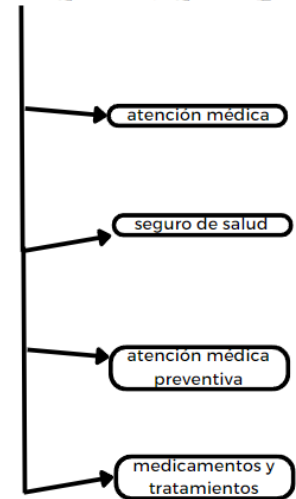 atención médica
seguro de salud
atención médica
preventiva
medicamentos y
tratamientos